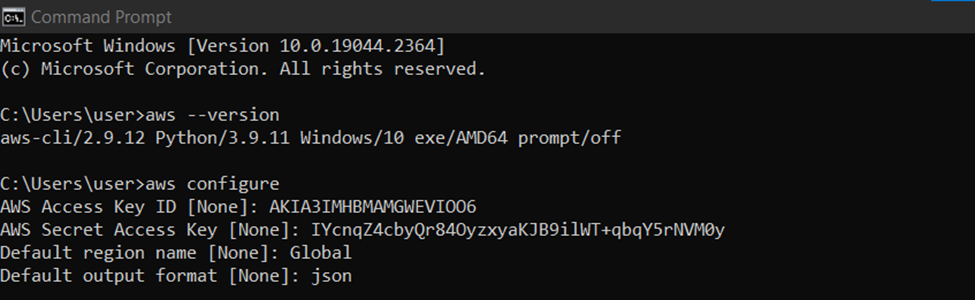 Command Prompt
Microsoft Windows [Version 10.0.19044.2364]
(c) Microsoft Corporation. All rights reserved.
C:\Users\user>aws --version
aws-cli/2.9.12 Python/3.9.11 Windows/10 exe/AMD64 prompt/off
C:\Users\user>aws configure
AWS Access Key ID [None]: AKIA3IMHBMAMGWEVIOO6
AWS Secret Access Key [None]: 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
Default region name [None]: Global
Default output format [None]: json